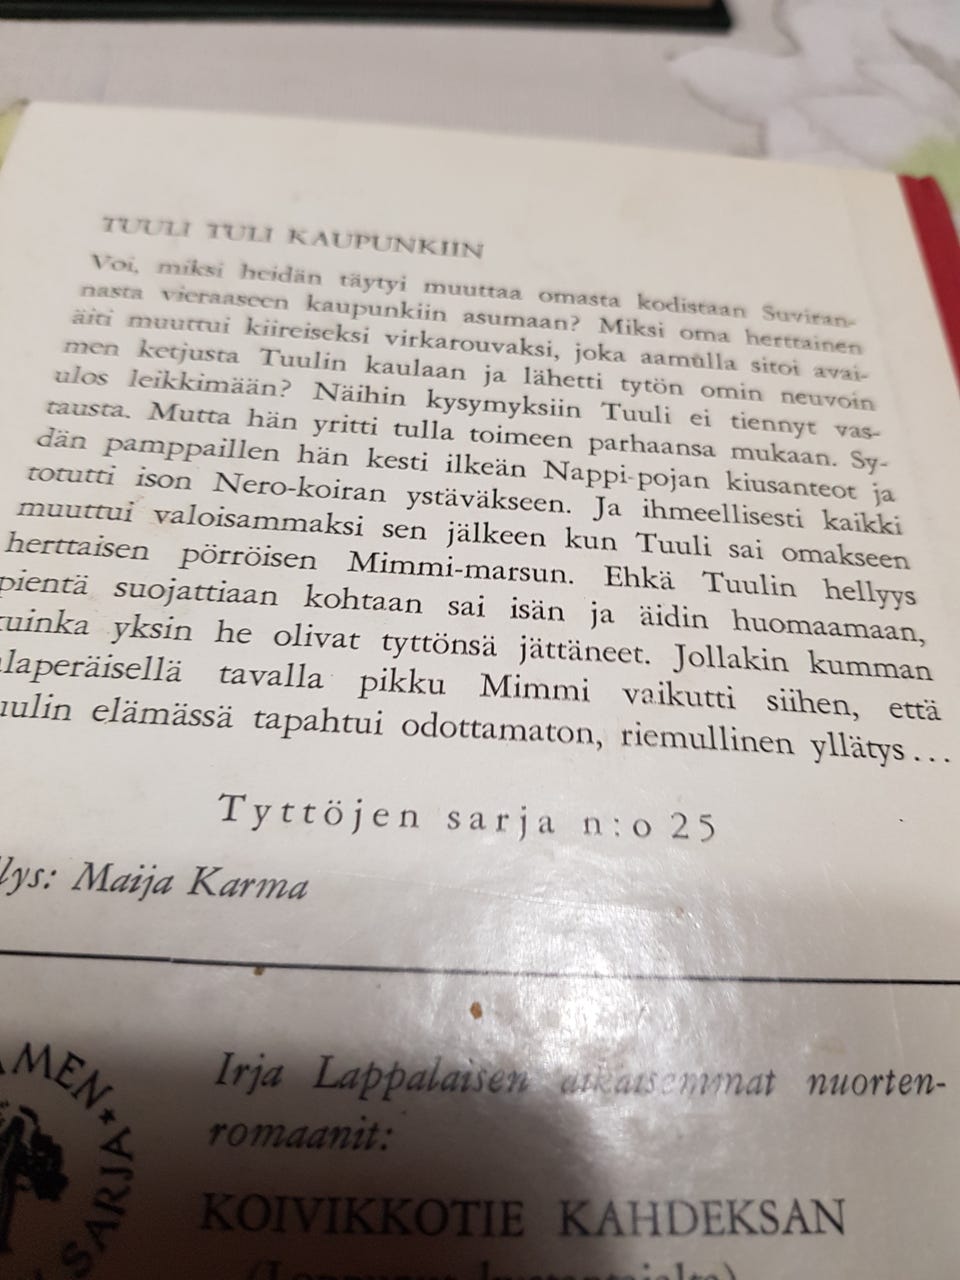 TUULI TULI KAUPUNKIIN
Voi, miksi heidän täytyi muuttaa omasta kodistaan Suviran-
nasta vieraaseen kaupunkiin asumaan? Miksi oma herttainen
äiti muuttui kiireiseksi virkarouvaksi, joka aamulla sitoi avai-
men ketjusta Tuulin kaulaan ja lähetti tytön omin neuvoin
ulos leikkimään? Näihin kysymyksiin Tuuli ei tiennyt vas-
tausta. Mutta hän yritti tulla toimeen parhaansa mukaan. Sy-
dän pamppaillen hän kesti ilkeän Nappi-pojan kiusanteot ja
totutti ison Nero-koiran ystäväkseen. Ja ihmeellisesti kaikki
muuttui valoisammaksi sen jälkeen kun Tuuli sai omakseen
herttaisen pörröisen Mimmi-marsun. Ehkä Tuulin hellyys
pientä suojattiaan kohtaan sai isän ja äidin huomaamaan,
uinka yksin he olivat tyttönsä jättäneet. Jollakin kumman
laperäisellä tavalla pikku Mimmi vaikutti siihen, että
uulin elämässä tapahtui odottamaton, riemullinen yllätys...
Tyttöjen sarja n:o 25
lys: Maija Karma
MEN★
SARJA
Irja Lappalaisen aikaisemmat nuorten-
romaanit:
KOIVIKKOTIE KAHDEKSAN